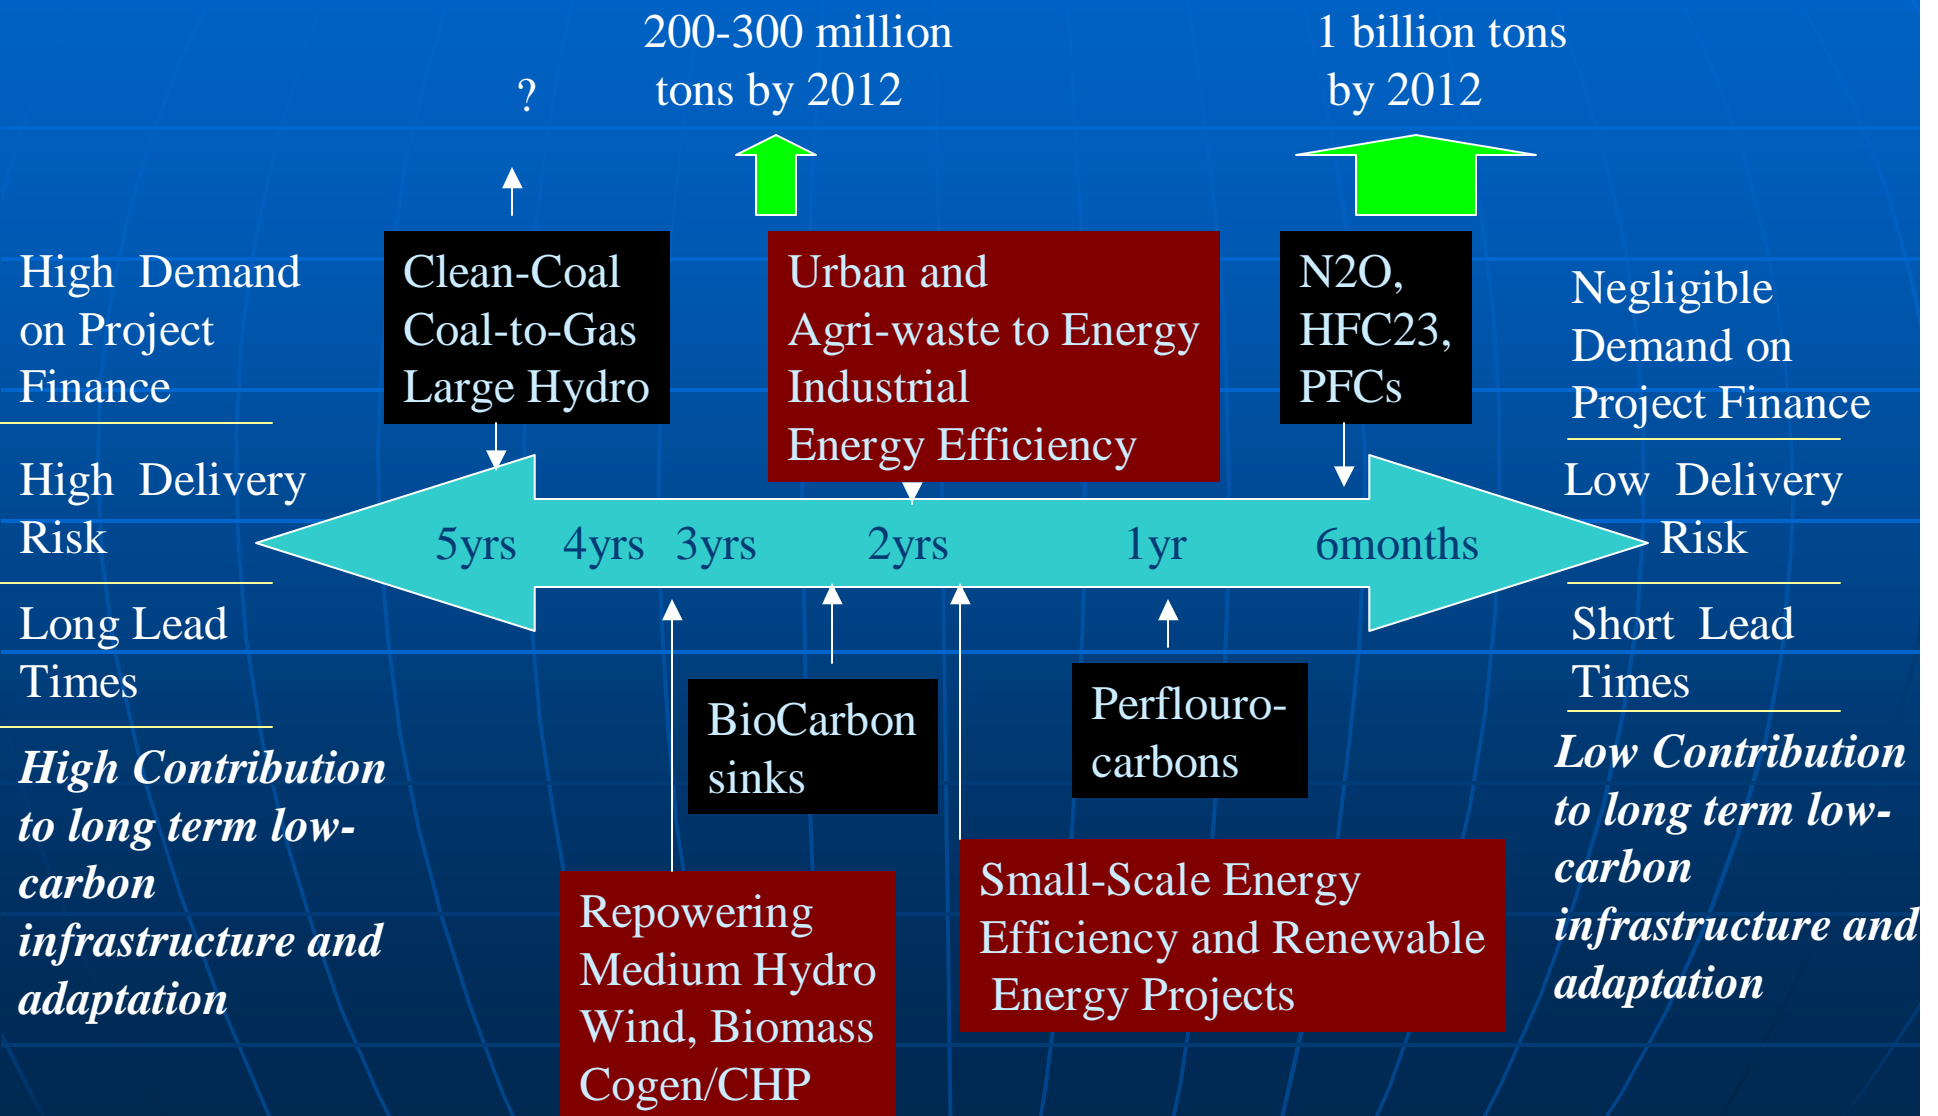 200-300 million
tons by 2012
1 billion tons
by 2012
?
High Demand
on Project
Finance
High Delivery
Risk
Long Lead
Times
High Contribution
to long term low-
carbon
infrastructure and
adaptation
Clean-Coal
Coal-to-Gas
Large Hydro
Urban and
Agri-waste to Energy
Industrial
Energy Efficiency
N2O,
HFC23,
PFCs
5yrs 4yrs 3yrs 2yrs 1yr 6months
BioCarbon
sinks
Perflouro-
carbons
Repowering
Medium Hydro
Wind, Biomass
Cogen/CHP
Small-Scale Energy
Efficiency and Renewable
Energy Projects
Negligible
Demand on
Project Finance
Low Delivery
Risk
Short Lead
Times
Low Contribution
to long term low-
carbon
infrastructure and
adaptation